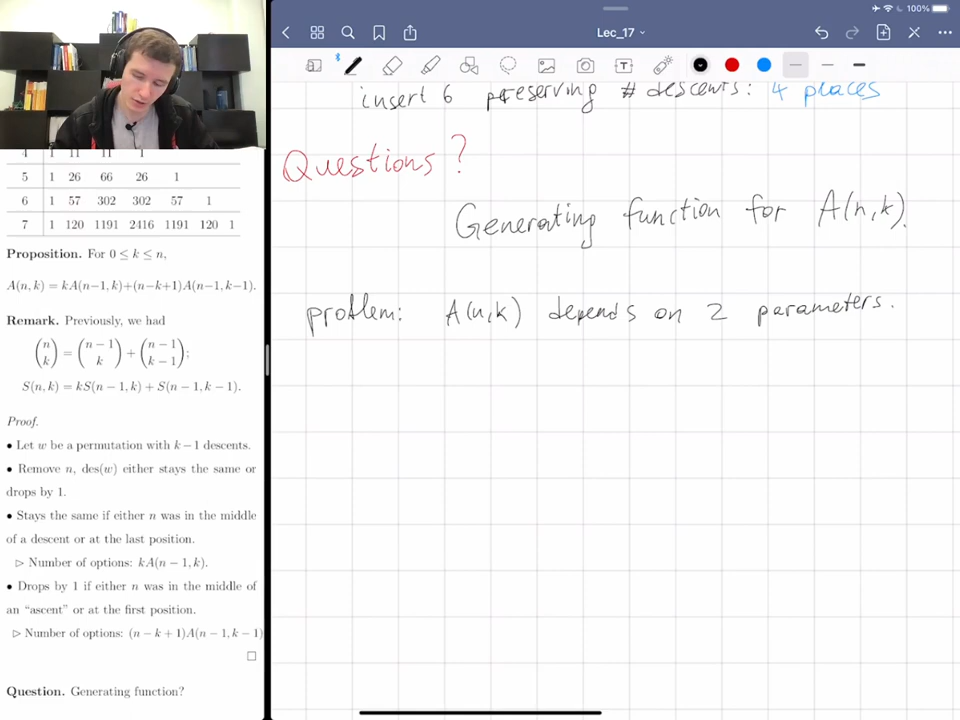 100%
Lec_17
4 1 11 11 1
5 1 26 66 26 1
6 1 57 302 302 57 1
7 1 120 1191 2416 1191 120 1
Proposition. For 0 ≤ k ≤ n,
A(n, k) = kA(n−1, k)+(n−k+1)A(n−1, k−1).
Remark. Previously, we had
(n k) = (n − 1 k) + (n − 1 k − 1);
S(n, k) = kS(n − 1, k) + S(n − 1, k − 1).
Proof.
• Let w be a permutation with k − 1 descents.
• Remove n, des(w) either stays the same or
drops by 1.
• Stays the same if either n was in the middle
of a descent or at the last position.
▷ Number of options: kA(n − 1, k).
• Drops by 1 if either n was in the middle of
an “ascent” or at the first position.
▷ Number of options: (n − k + 1)A(n − 1, k − 1)
□
Question. Generating function?
insert 6 preserving # descents: 4 places
Questions?
Generating function for A(n,k).
problem: A(n,k) depends on 2 parameters.